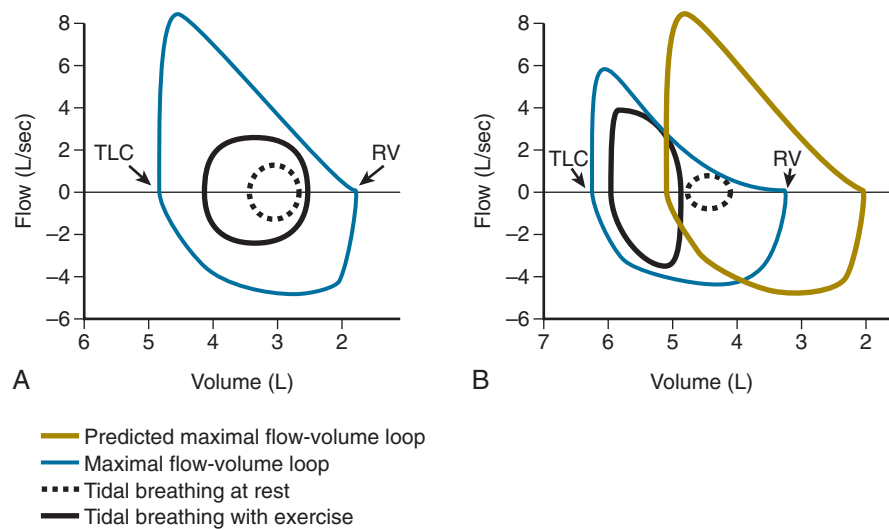 8
6
4
2
0
–2
–4
–6
Flow (L/sec)
TLC
RV
6 5 4 3 2
Volume (L)
A
8
6
4
2
0
–2
–4
–6
Flow (L/sec)
TLC
RV
7 6 5 4 3 2
Volume (L)
B
Predicted maximal flow-volume loop
Maximal flow-volume loop
Tidal breathing at rest
Tidal breathing with exercise